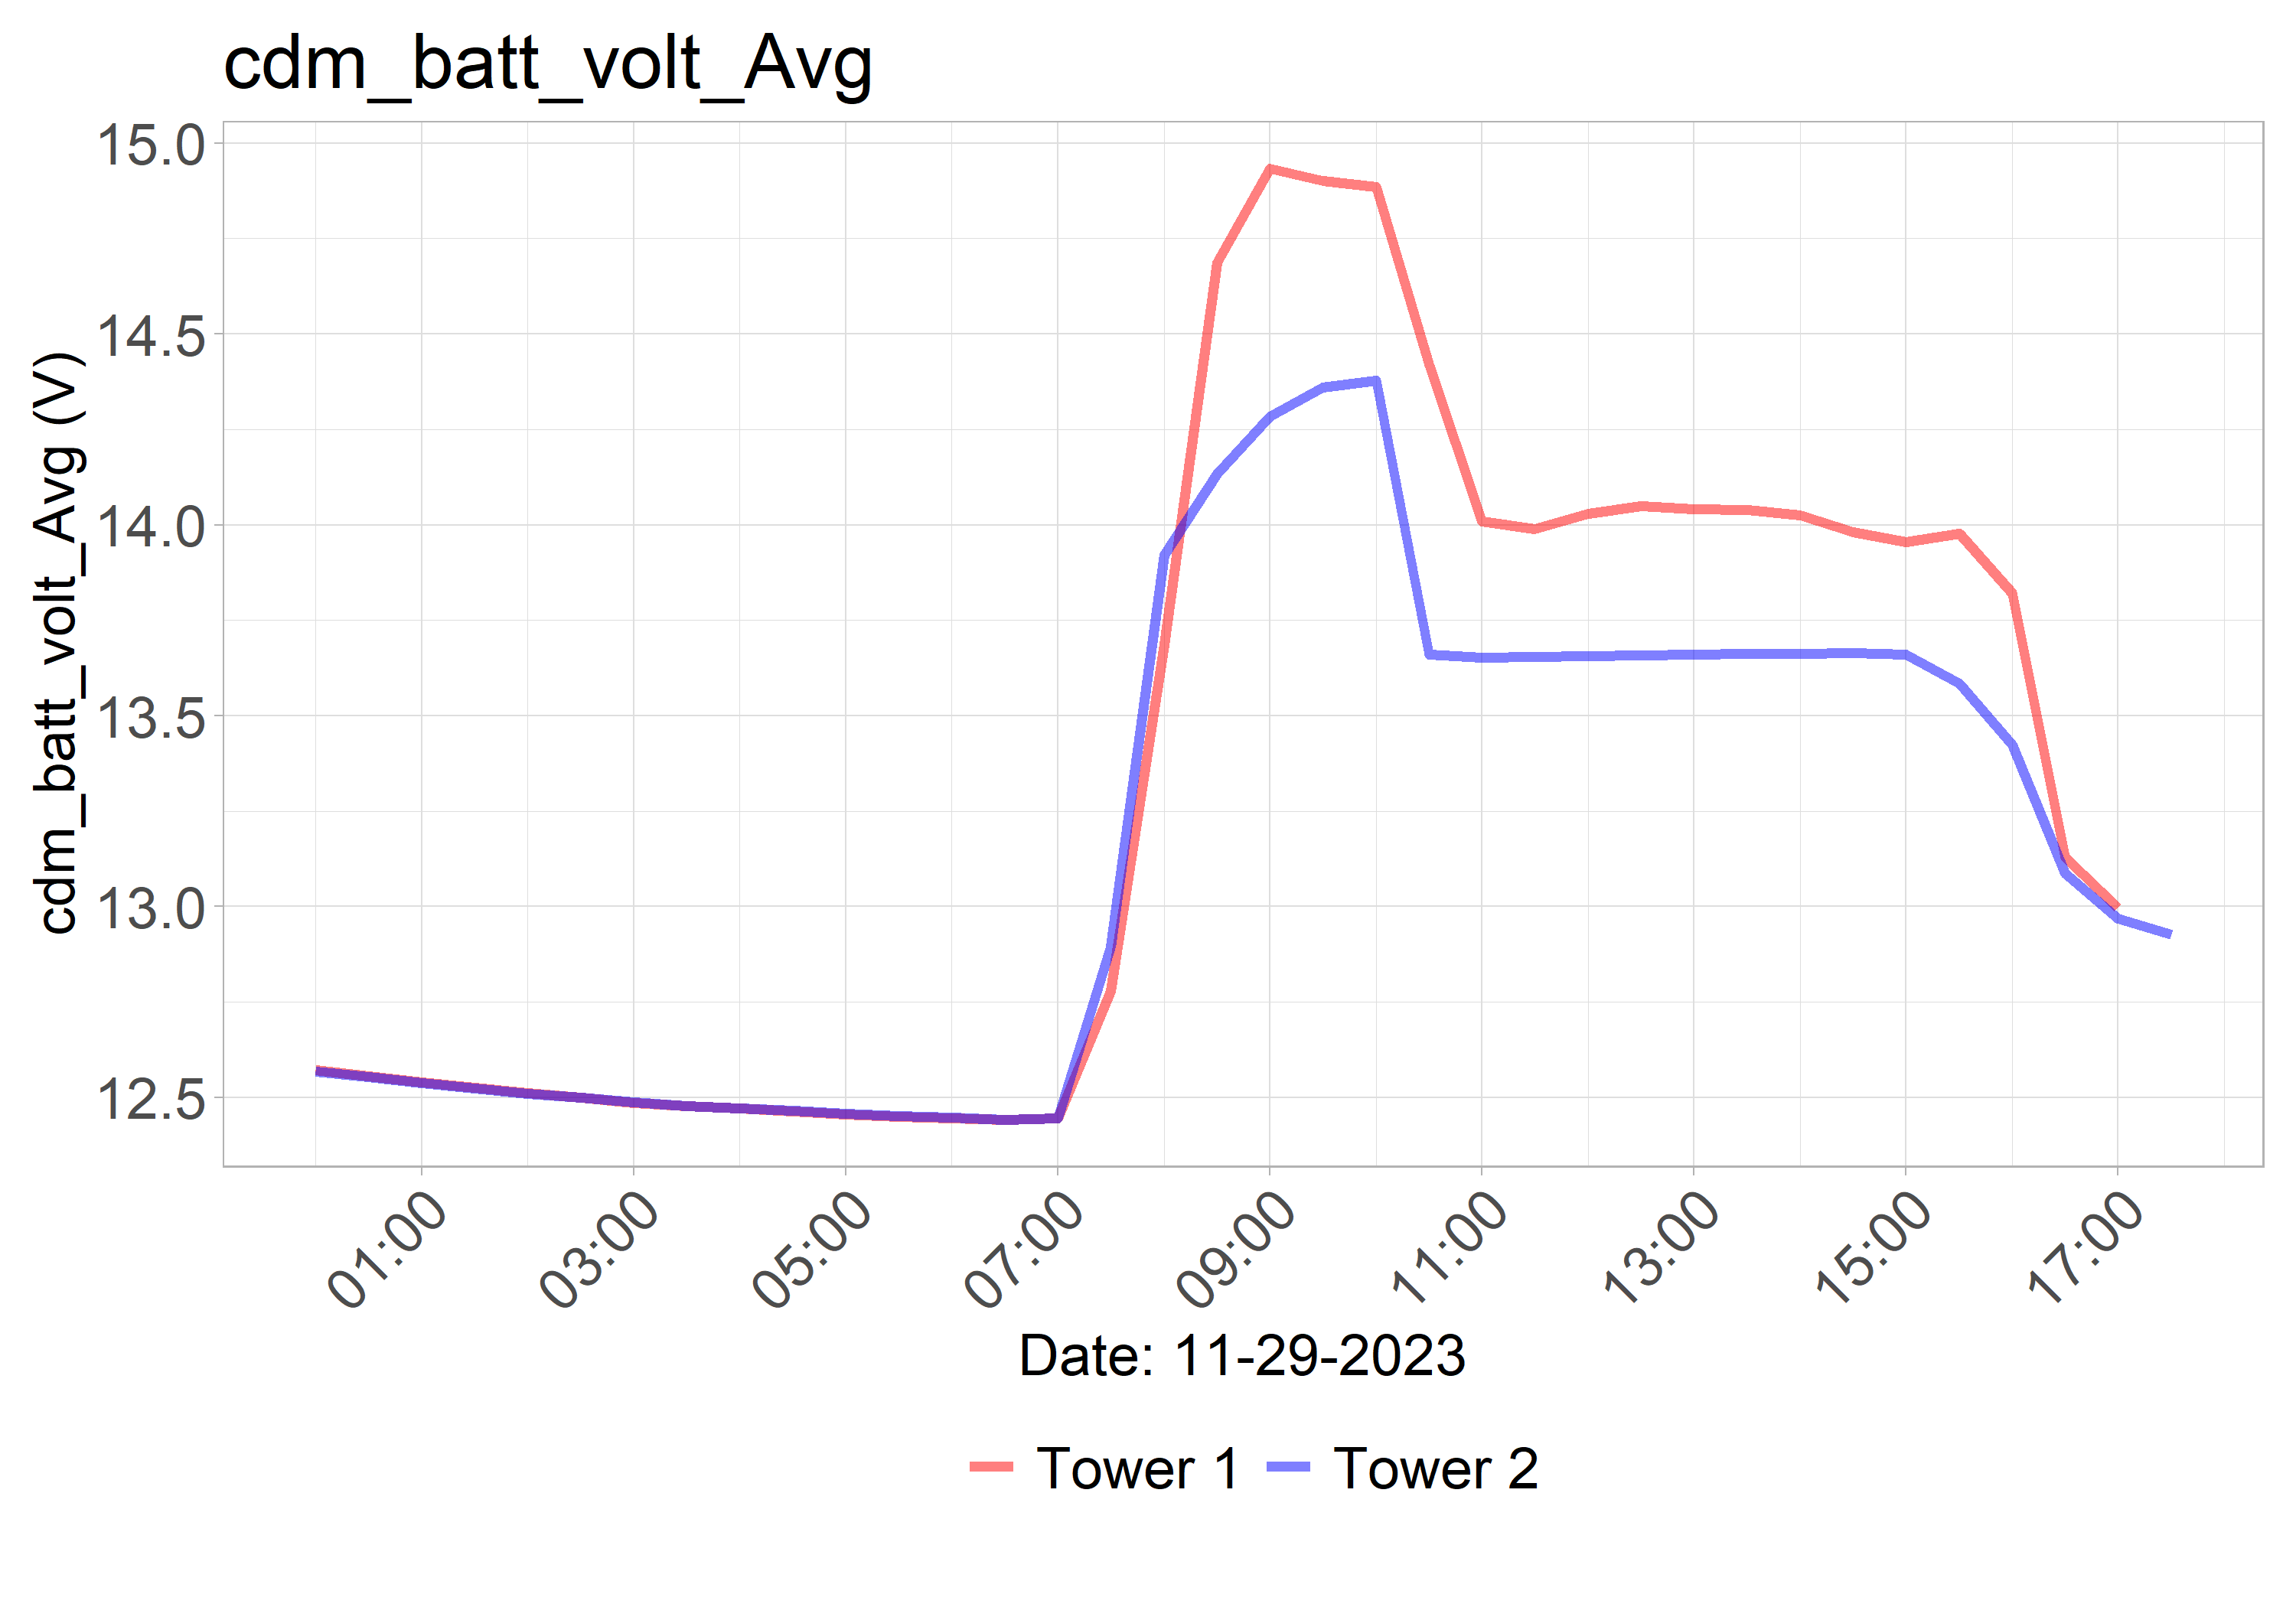 cdm_batt_volt_Avg
cdm_batt_volt_Avg (V)
15.0
14.5
14.0
13.5
13.0
12.5
01:00 03:00 05:00 07:00 09:00 11:00 13:00 15:00 17:00
Date: 11-29-2023
Tower 1 Tower 2